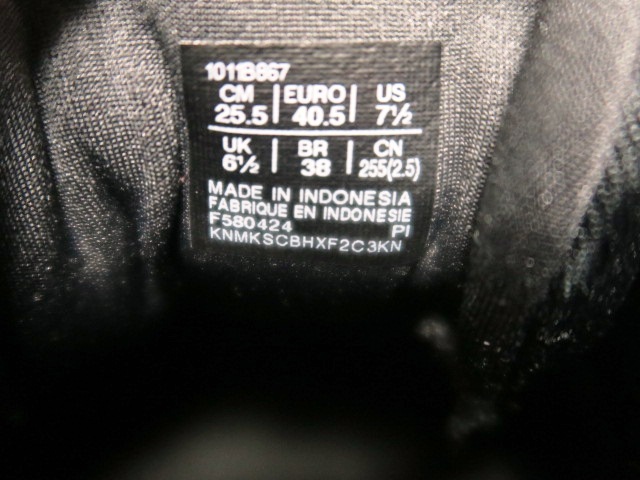 1011B867
CM | EURO | US
25.5 | 40.5 | 7½
UK | BR | CN
6½ | 38 | 255(2.5)
MADE IN INDONESIA
FABRIQUE EN INDONESIE
F580424 PI
KNMKSCBHXF2C3KN